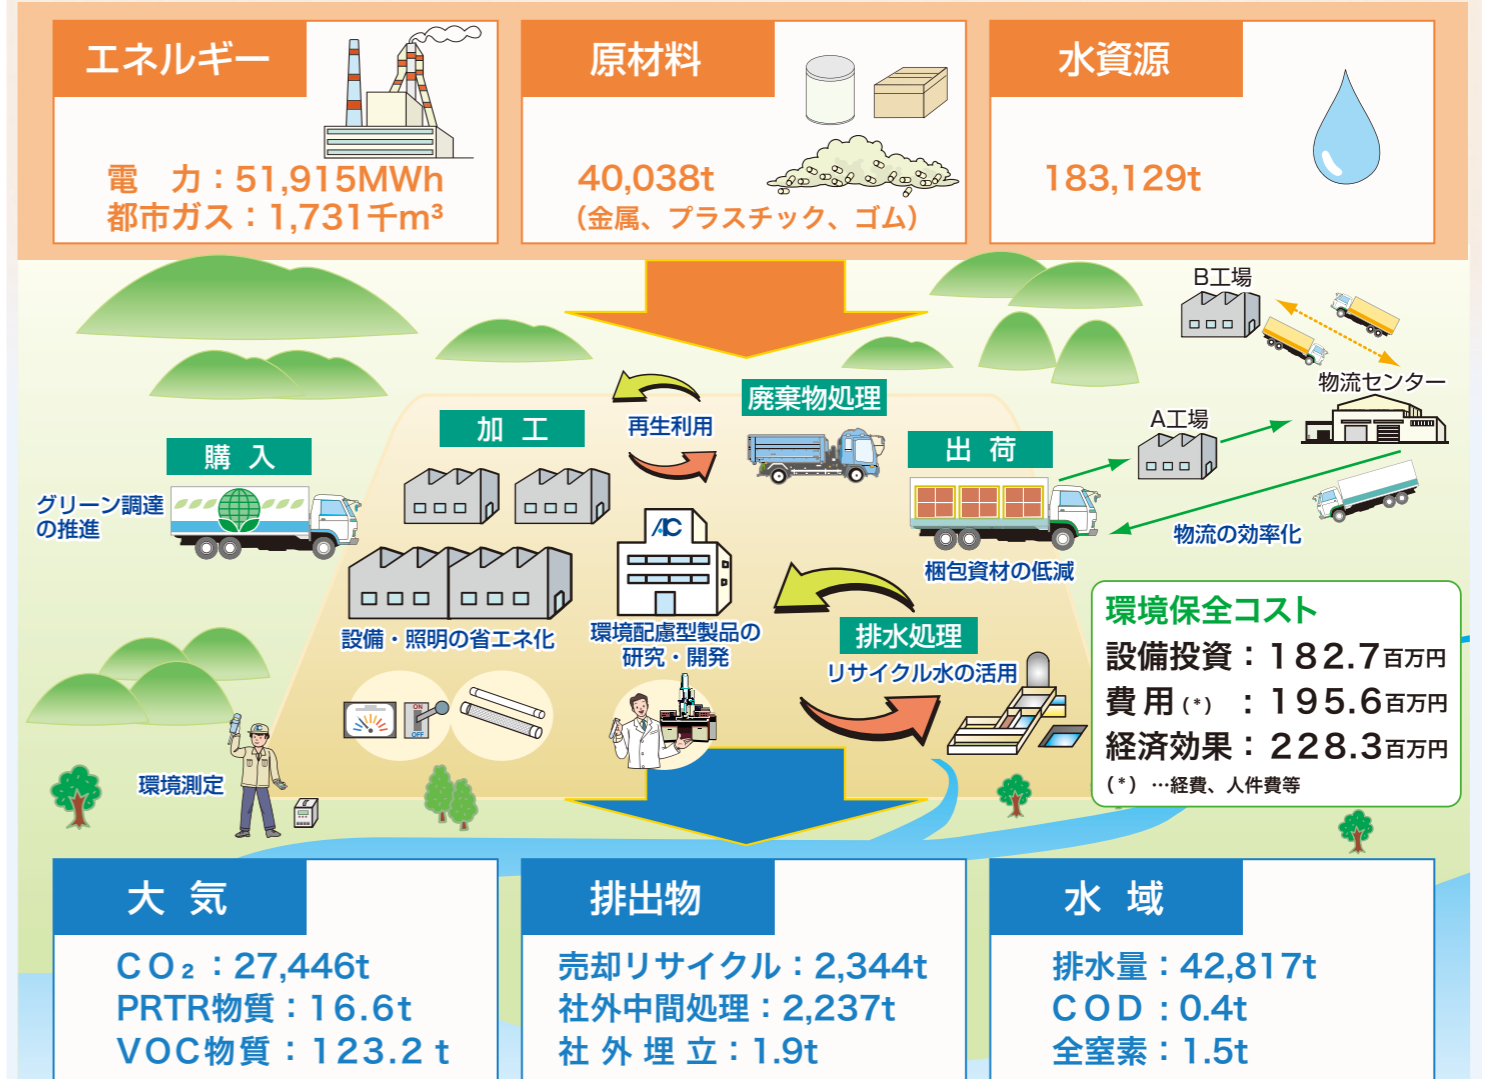 エネルギー
電　力：51,915MWh
都市ガス：1,731千m³
原材料
40,038t
（金属、プラスチック、ゴム）
水資源
183,129t
B工場
物流センター
A工場
物流の効率化
廃棄物処理
再生利用
加 工
購 入
グリーン調達
の推進
出 荷
梱包資材の低減
AIC
設備・照明の省エネ化
環境配慮型製品の
研究・開発
排水処理
リサイクル水の活用
ON
OFF
環境測定
環境保全コスト
設備投資：182.7百万円
費用(*) ：195.6百万円
経済効果：228.3百万円
(*) …経費、人件費等
大 気
CO₂：27,446t
PRTR物質：16.6t
VOC物質：123.2 t
排出物
売却リサイクル：2,344t
社外中間処理：2,237t
社 外 埋 立：1.9t
水 域
排水量：42,817t
COD：0.4t
全窒素：1.5t